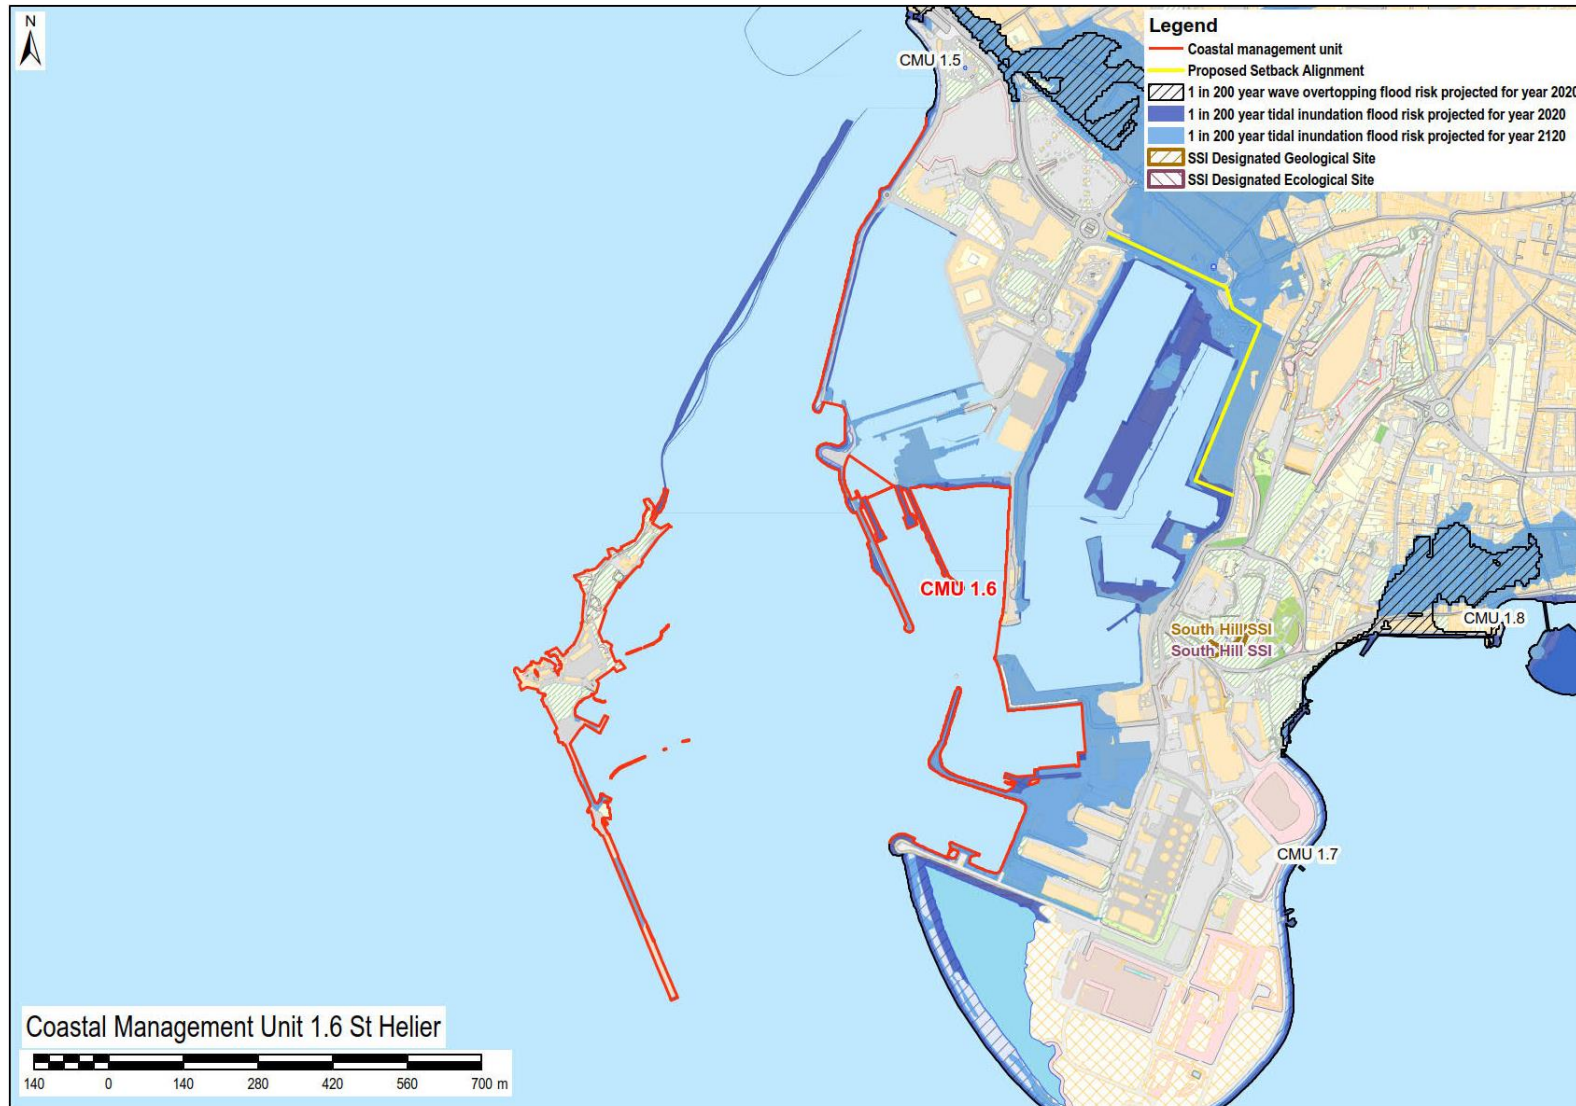 N
CMU 1.5
Legend
Coastal management unit
Proposed Setback Alignment
1 in 200 year wave overtopping flood risk projected for year 2020
1 in 200 year tidal inundation flood risk projected for year 2020
1 in 200 year tidal inundation flood risk projected for year 2120
SSI Designated Geological Site
SSI Designated Ecological Site
CMU 1.6
South Hill SSI
South Hill SSI
CMU 1.8
CMU 1.7
Coastal Management Unit 1.6 St Helier
140 0 140 280 420 560 700 m